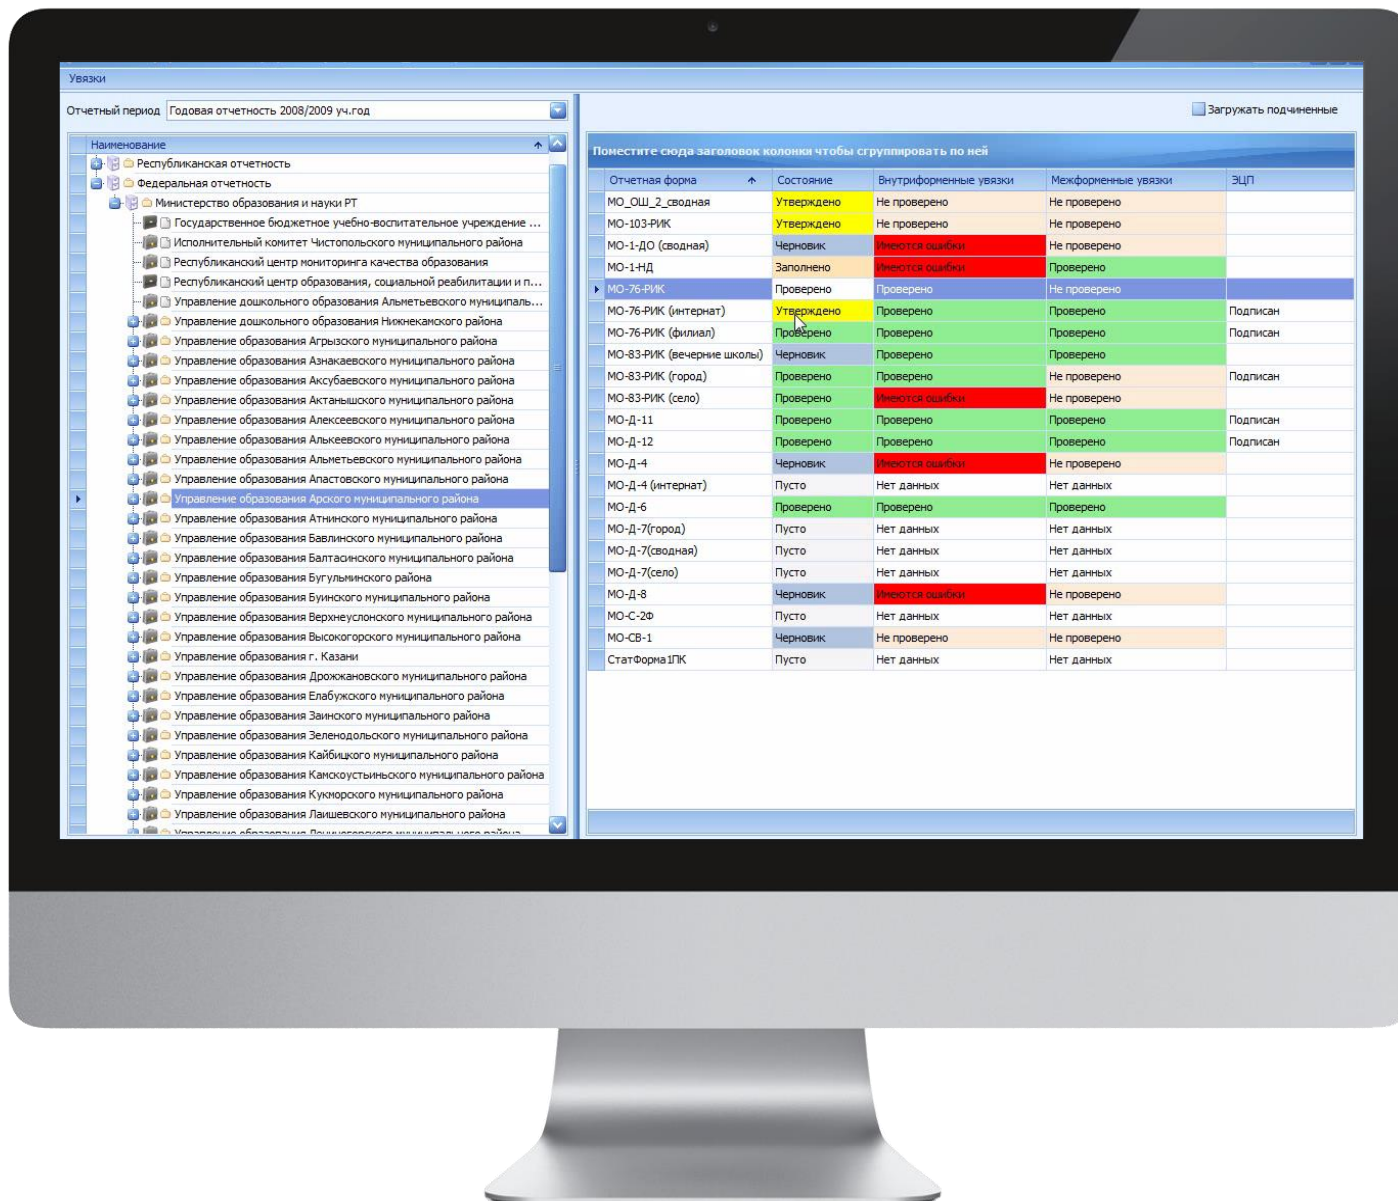 Увязки
Отчетный период Годовая отчетность 2008/2009 уч.год
Наименование
Республиканская отчетность
Федеральная отчетность
Министерство образования и науки РТ
Государственное бюджетное учебно-воспитательное учреждение ...
Исполнительный комитет Чистопольского муниципального района
Республиканский центр мониторинга качества образования
Республиканский центр образования, социальной реабилитации и п...
Управление дошкольного образования Альметьевского муниципаль...
Управление дошкольного образования Нижнекамского района
Управление образования Агрызского муниципального района
Управление образования Азнакаевского муниципального района
Управление образования Аксубаевского муниципального района
Управление образования Актанышского муниципального района
Управление образования Алексеевского муниципального района
Управление образования Алькеевского муниципального района
Управление образования Альметьевского муниципального района
Управление образования Апастовского муниципального района
Управление образования Арского муниципального района
Управление образования Атнинского муниципального района
Управление образования Бавлинского муниципального района
Управление образования Балтасинского муниципального района
Управление образования Бугульминского района
Управление образования Буинского муниципального района
Управление образования Верхнеуслонского муниципального района
Управление образования Высокогорского муниципального района
Управление образования г. Казани
Управление образования Дрожжановского муниципального района
Управление образования Елабужского муниципального района
Управление образования Заинского муниципального района
Управление образования Зеленодольского муниципального района
Управление образования Кайбицкого муниципального района
Управление образования Камскоустьиньского муниципального района
Управление образования Кукморского муниципального района
Управление образования Лаишевского муниципального района
Управление образования Лениногорского муниципального района
Загружать подчиненные
Поместите сюда заголовок колонки чтобы сгруппировать по ней
Отчетная форма Состояние Внутриформенные увязки Межформенные увязки ЭЦП
МО_ОШ_2_сводная Утверждено Не проверено Не проверено
МО-103-РИК Утверждено Не проверено Не проверено
МО-1-ДО (сводная) Черновик Имеются ошибки Не проверено
МО-1-НД Заполнено Имеются ошибки Проверено
МО-76-РИК Проверено Проверено Не проверено
МО-76-РИК (интернат) Утверждено Проверено Проверено Подписан
МО-76-РИК (филиал) Проверено Проверено Проверено Подписан
МО-83-РИК (вечерние школы) Черновик Проверено Проверено
МО-83-РИК (город) Проверено Проверено Не проверено Подписан
МО-83-РИК (село) Проверено Имеются ошибки Не проверено
МО-Д-11 Проверено Проверено Проверено Подписан
МО-Д-12 Проверено Проверено Проверено Подписан
МО-Д-4 Черновик Имеются ошибки Не проверено
МО-Д-4 (интернат) Пусто Нет данных Нет данных
МО-Д-6 Проверено Проверено Проверено
МО-Д-7(город) Пусто Нет данных Нет данных
МО-Д-7(сводная) Пусто Нет данных Нет данных
МО-Д-7(село) Пусто Нет данных Нет данных
МО-Д-8 Черновик Имеются ошибки Не проверено
МО-С-2Ф Пусто Нет данных Нет данных
МО-СВ-1 Черновик Не проверено Не проверено
СтатФорма1ПК Пусто Нет данных Нет данных